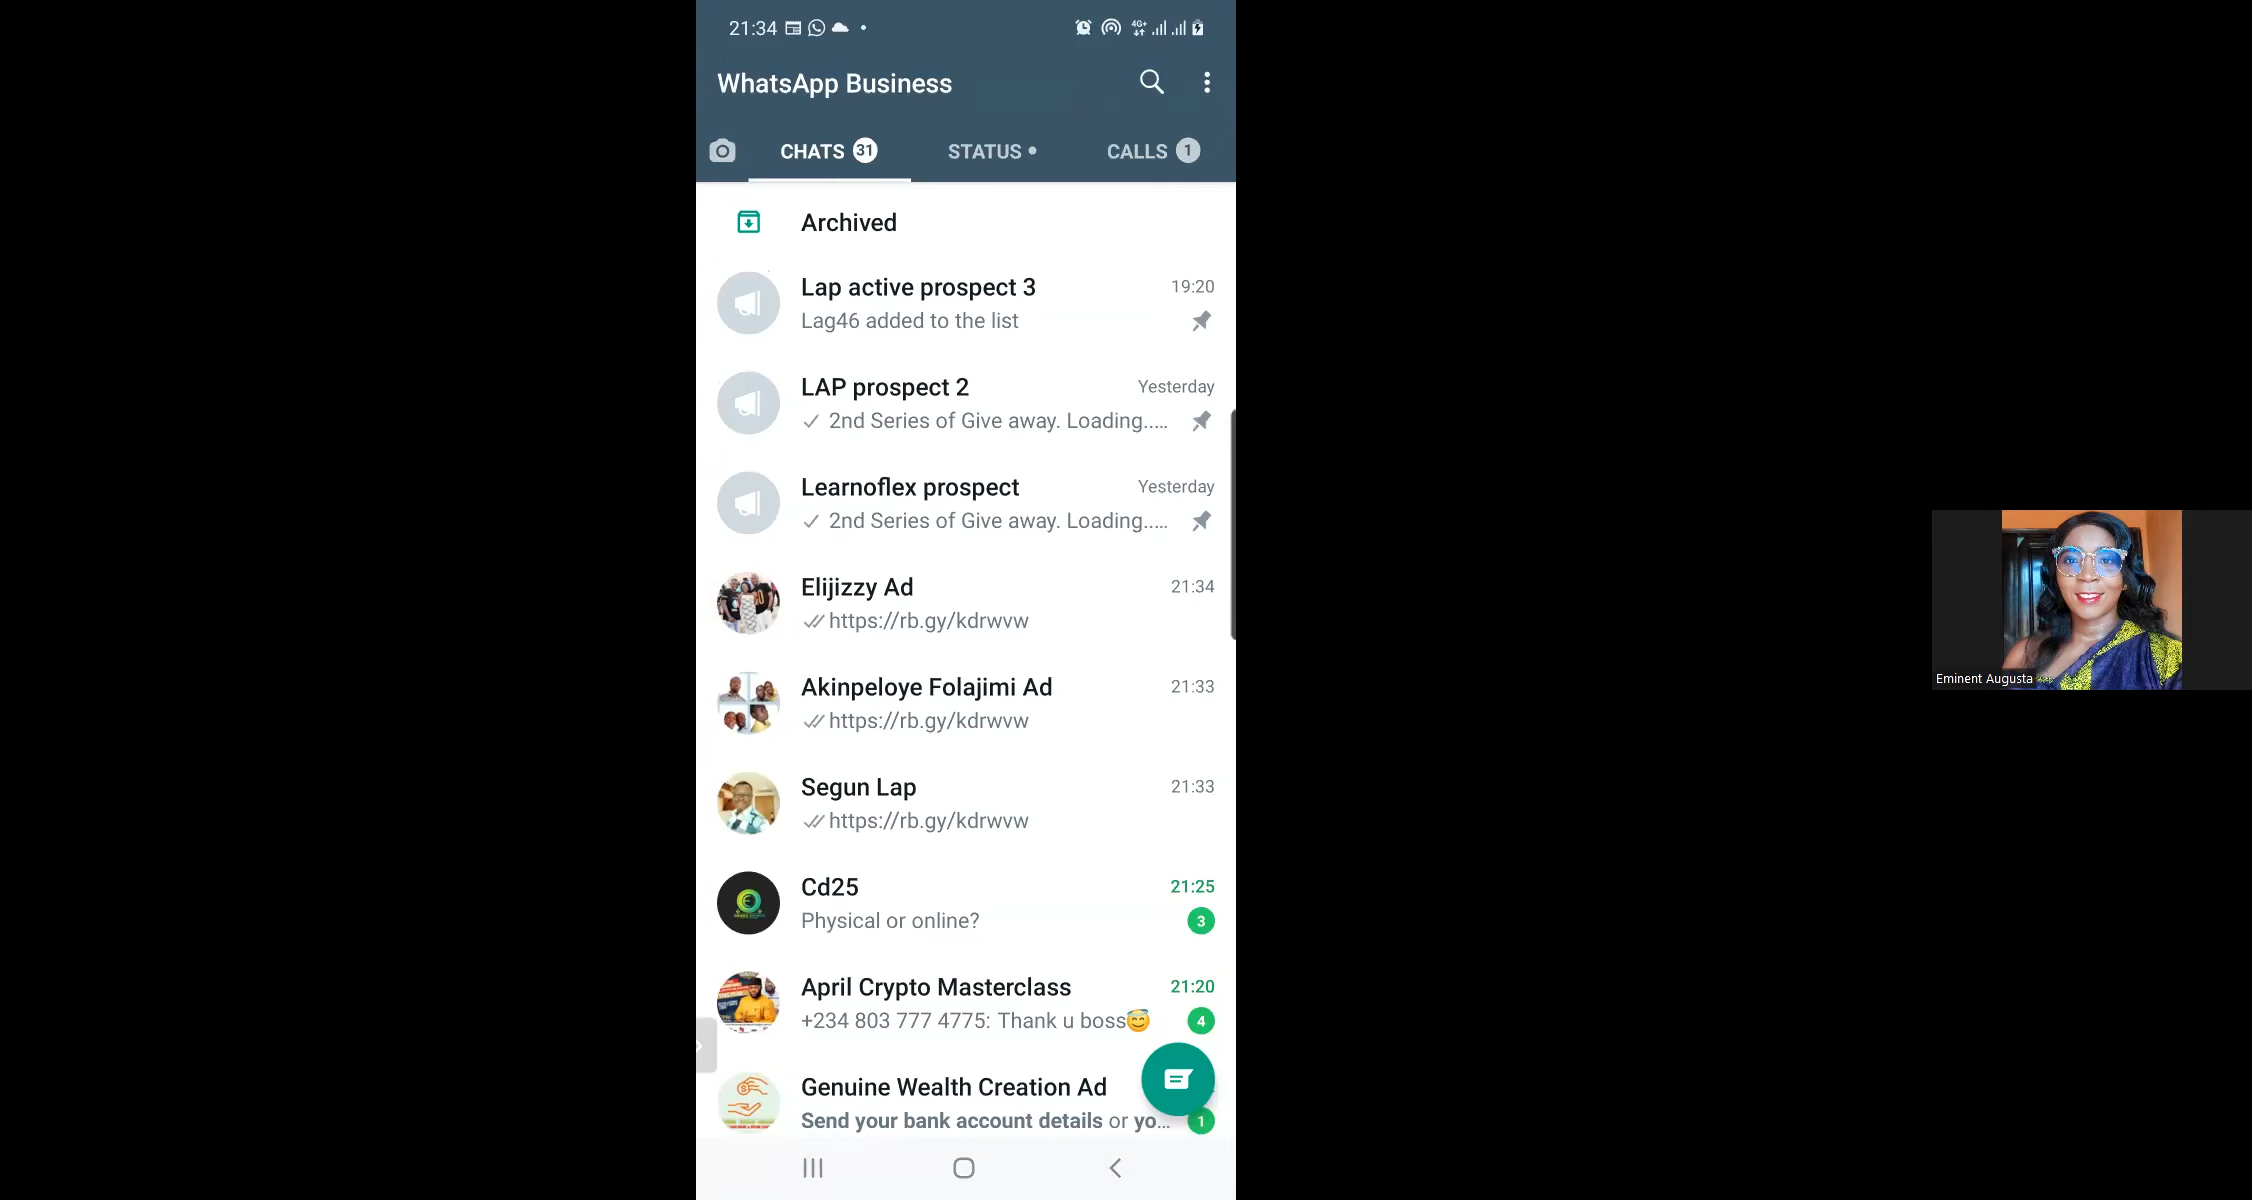 21:34
4G+
WhatsApp Business
CHATS 31
STATUS •
CALLS 1
Archived
Lap active prospect 3
19:20
Lag46 added to the list
LAP prospect 2
Yesterday
2nd Series of Give away. Loading.....
Learnoflex prospect
Yesterday
2nd Series of Give away. Loading.....
Elijizzy Ad
21:34
https://rb.gy/kdrwvw
Akinpeloye Folajimi Ad
21:33
https://rb.gy/kdrwvw
Segun Lap
21:33
https://rb.gy/kdrwvw
Cd25
21:25
Physical or online?
3
April Crypto Masterclass
21:20
+234 803 777 4775: Thank u boss😇
4
Genuine Wealth Creation Ad
Send your bank account details or yo...
1
Eminent Augusta